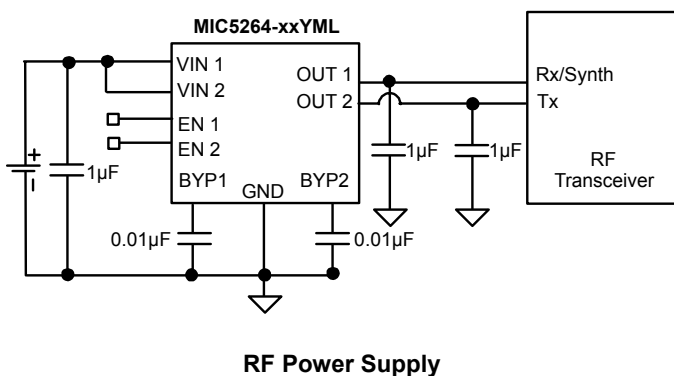 MIC5264-xxYML
VIN 1
VIN 2
EN 1
EN 2
BYP1
GND
BYP2
OUT 1
OUT 2
Rx/Synth
Tx
RF
Transceiver
+
-
1µF
0.01µF
0.01µF
1µF
1µF
RF Power Supply